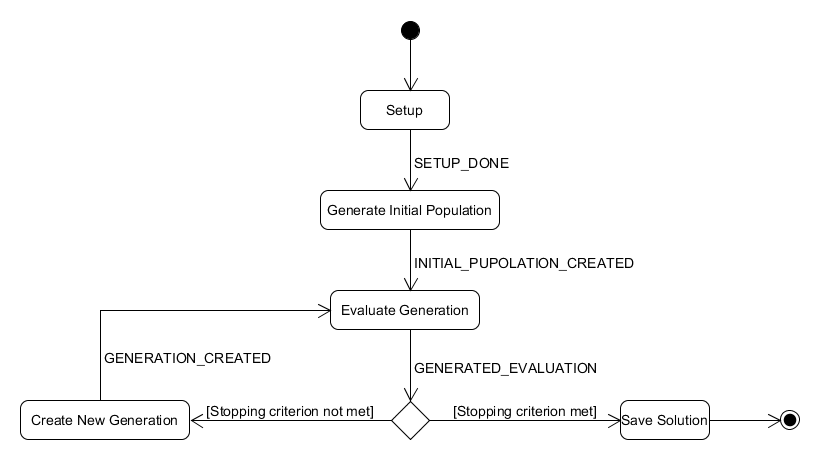 Setup
SETUP_DONE
Generate Initial Population
INITIAL_PUPOLATION_CREATED
Evaluate Generation
GENERATION_CREATED
GENERATED_EVALUATION
Create New Generation
[Stopping criterion not met]
[Stopping criterion met]
Save Solution